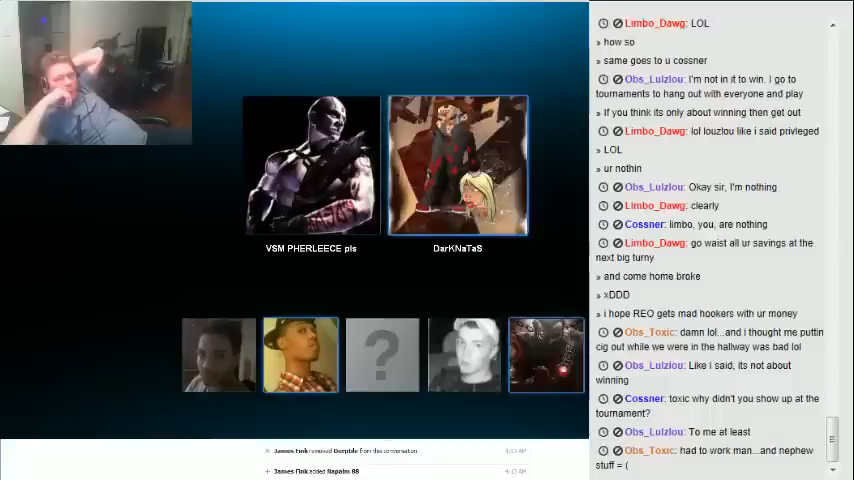 VSM PHERLEECE pls
DarKNaTaS
James Fink removed Derptile from this conversation.
James Fink added Napalm 88
Limbo_Dawg: LOL
» how so
» same goes to u cossner
Obs_Luizlou: I'm not in it to win. I go to
tournaments to hang out with everyone and play
» If you think its only about winning then get out
Limbo_Dawg: lol louzlou like i said privleged
» LOL
» ur nothin
Obs_Luizlou: Okay sir, I'm nothing
Limbo_Dawg: clearly
Cossner: limbo, you, are nothing
Limbo_Dawg: go waist all ur savings at the
next big turny
» and come home broke
» xDDD
» i hope REO gets mad hookers with ur money
Obs_Toxic: damn lol...and i thought me puttin
cig out while we were in the hallway was bad lol
Obs_Luizlou: Like I said, its not about
winning
Cossner: toxic why didn't you show up at the
tournament?
Obs_Luizlou: To me at least
Obs_Toxic: had to work man...and nephew
stuff = (